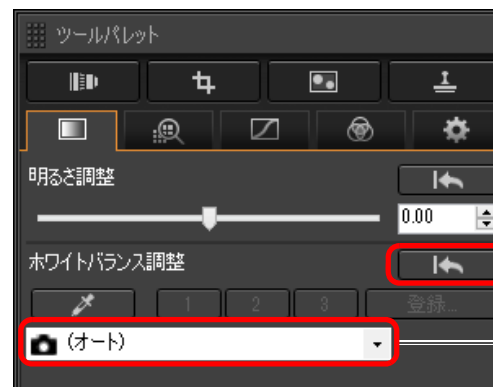 ツールパレット
明るさ調整
0.00
ホワイトバランス調整
1 2 3 登録...
(オート)